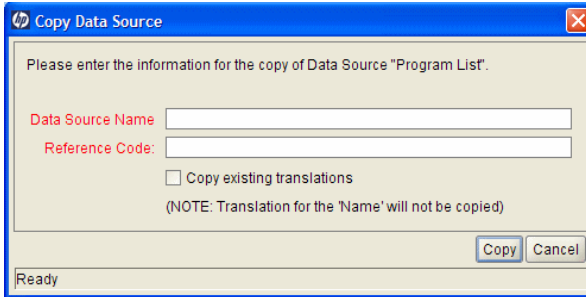 hp Copy Data Source
Please enter the information for the copy of Data Source "Program List".
Data Source Name
Reference Code:
Copy existing translations
(NOTE: Translation for the 'Name' will not be copied)
Copy Cancel
Ready